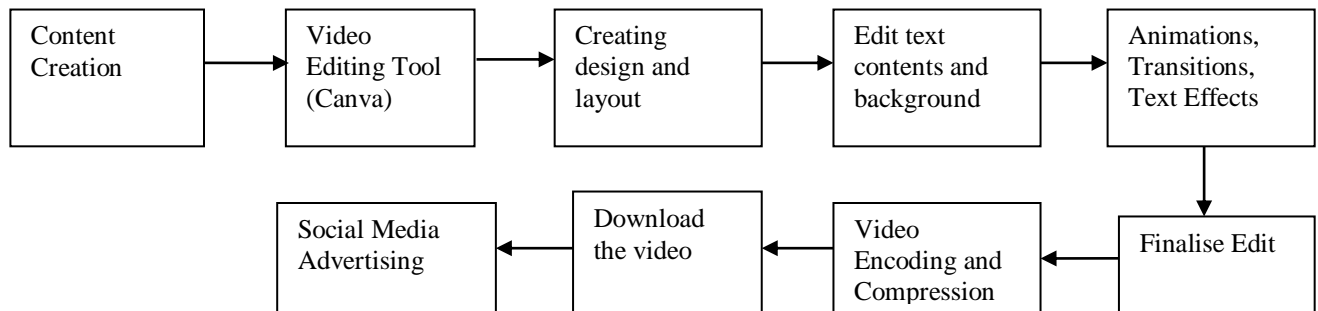 Content
Creation
Video
Editing Tool
(Canva)
Creating
design and
layout
Edit text
contents and
background
Animations,
Transitions,
Text Effects
Finalise Edit
Video
Encoding and
Compression
Download
the video
Social Media
Advertising